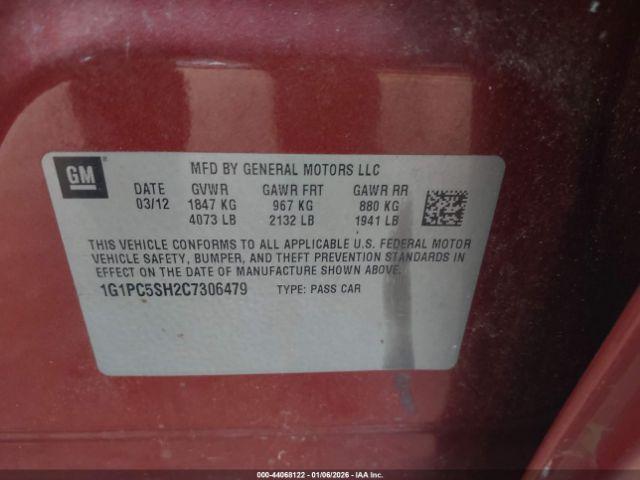 GM
MFD BY GENERAL MOTORS LLC
DATE GVWR GAWR FRT GAWR RR
03/12 1847 KG 967 KG 880 KG
4073 LB 2132 LB 1941 LB
THIS VEHICLE CONFORMS TO ALL APPLICABLE U.S. FEDERAL MOTOR
VEHICLE SAFETY, BUMPER, AND THEFT PREVENTION STANDARDS IN
EFFECT ON THE DATE OF MANUFACTURE SHOWN ABOVE.
1G1PC5SH2C7306479 TYPE: PASS CAR
000-44068122 - 01/06/2026 - IAA Inc.